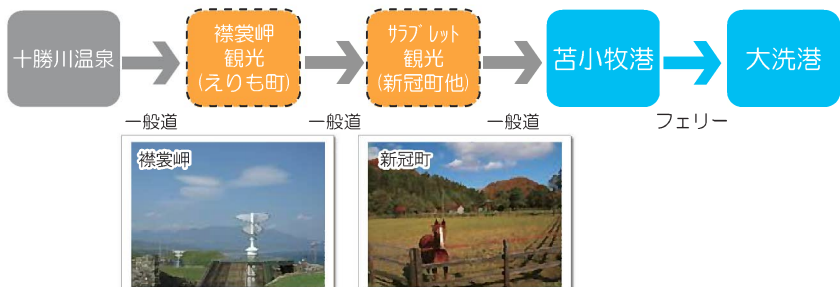 十勝川温泉
襟裳岬
観光
(えりも町)
サラブレット
観光
(新冠町他)
苫小牧港
大洗港
一般道
一般道
一般道
フェリー
襟裳岬
新冠町